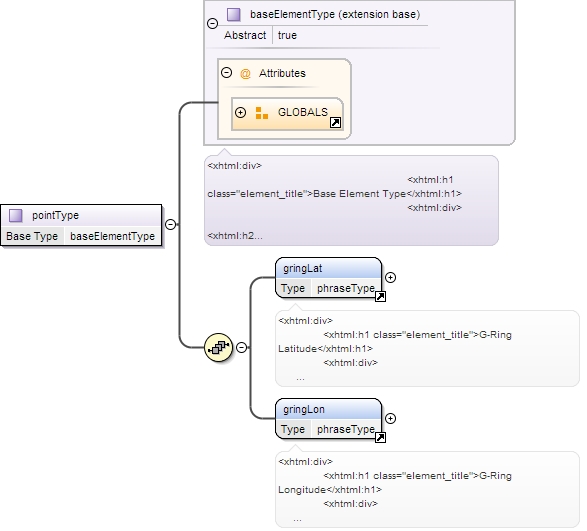 baseElementType (extension base)
Abstract true
@ Attributes
GLOBALS
<xhtml:div>
<xhtml:h1
class="element_title">Base Element Type</xhtml:h1>
<xhtml:div>
<xhtml:h2...
pointType
Base Type baseElementType
gringLat
Type phraseType
<xhtml:div>
<xhtml:h1 class="element_title">G-Ring
Latitude</xhtml:h1>
<xhtml:div>
...
gringLon
Type phraseType
<xhtml:div>
<xhtml:h1 class="element_title">G-Ring
Longitude</xhtml:h1>
<xhtml:div>
...